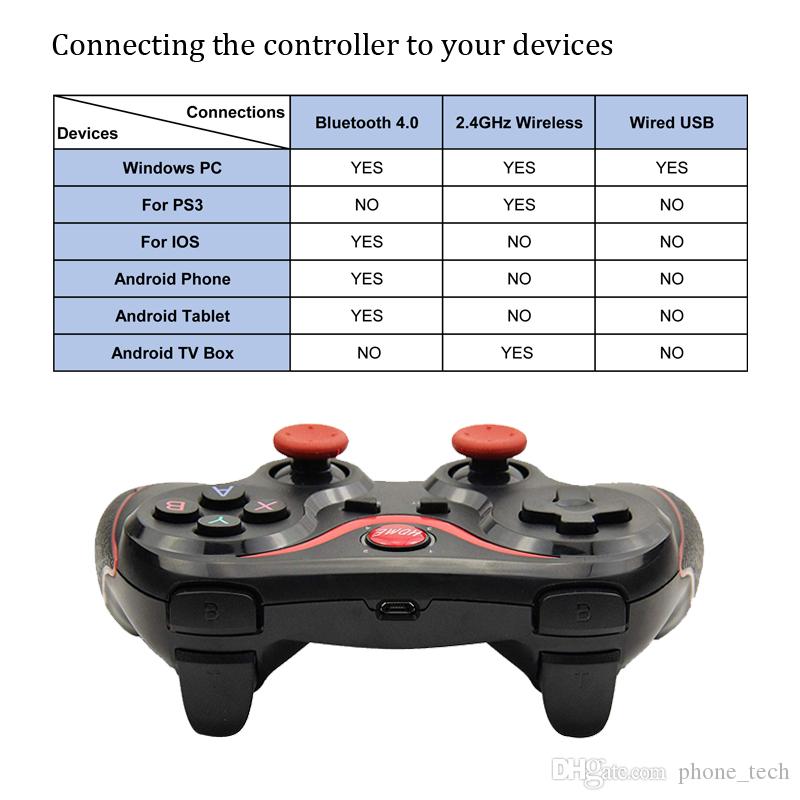 Connecting the controller to your devices
Connections
Devices
Bluetooth 4.0 2.4GHz Wireless Wired USB
Windows PC YES YES YES
For PS3 NO YES NO
For IOS YES NO NO
Android Phone YES NO NO
Android Tablet YES NO NO
Android TV Box NO YES NO
A
B X
Y
HOME
B B
T T
DHgate.com phone_tech